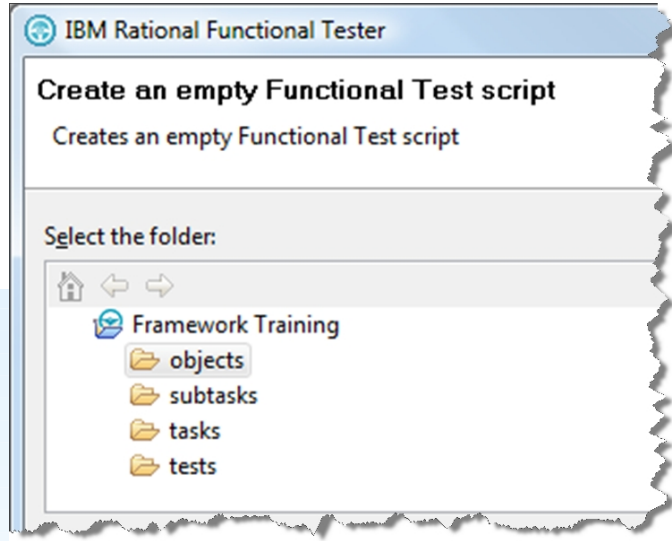 IBM Rational Functional Tester
Create an empty Functional Test script
Creates an empty Functional Test script
Select the folder:
Framework Training
objects
subtasks
tasks
tests